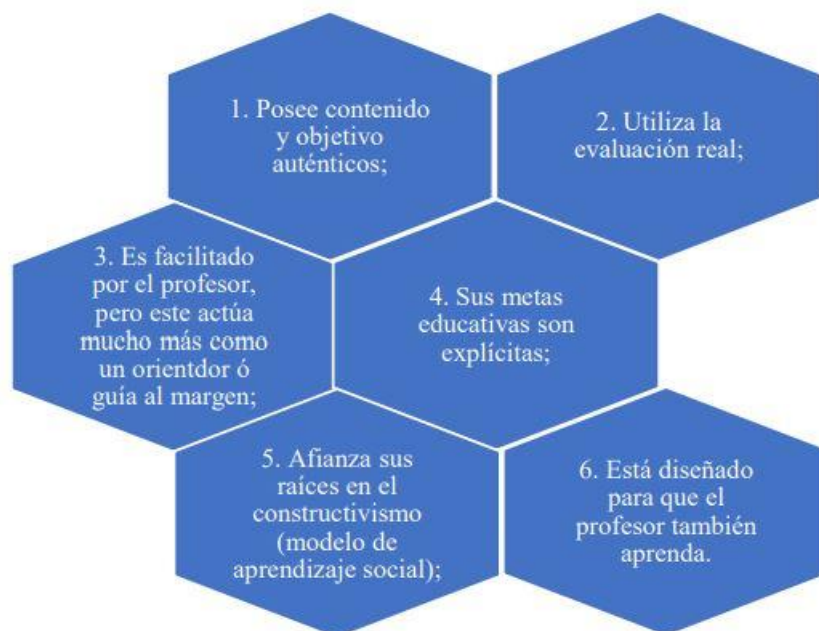 1. Posee contenido
y objetivo
auténticos;
2. Utiliza la
evaluación real;
3. Es facilitado
por el profesor,
pero este actúa
mucho más como
un orientdor ó
guía al margen;
4. Sus metas
educativas son
explícitas;
5. Afianza sus
raíces en el
constructivismo
(modelo de
aprendizaje social);
6. Está diseñado
para que el
profesor también
aprenda.